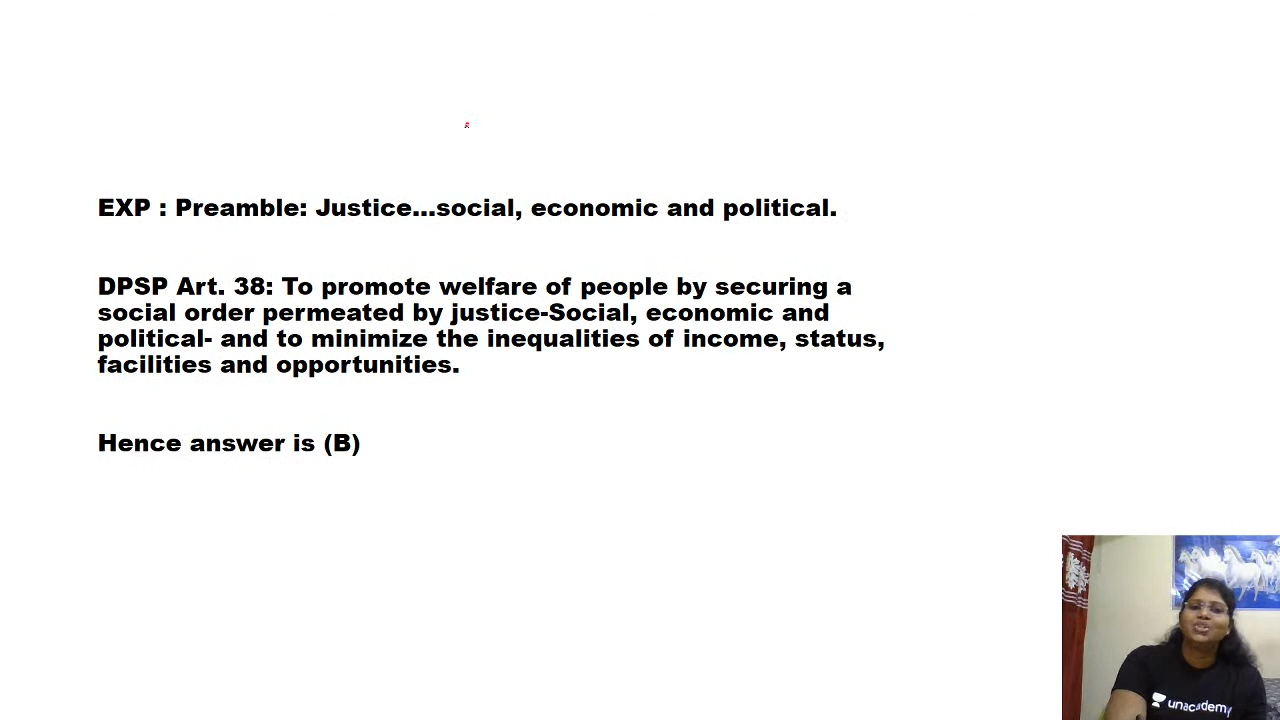 EXP : Preamble: Justice...social, economic and political.
DPSP Art. 38: To promote welfare of people by securing a
social order permeated by justice-Social, economic and
political- and to minimize the inequalities of income, status,
facilities and opportunities.
Hence answer is (B)
unacademy